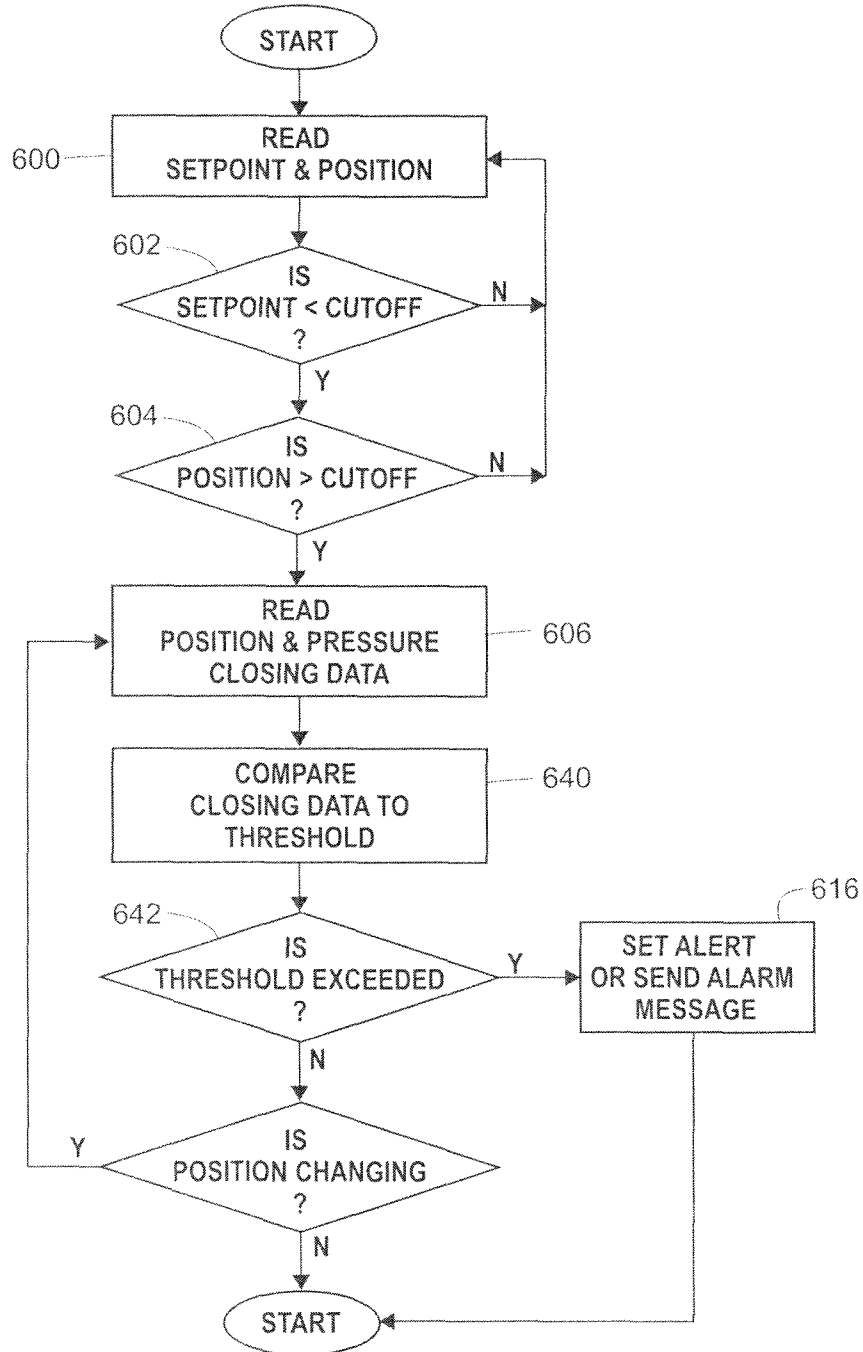 START
600
READ
SETPOINT & POSITION
602
IS
SETPOINT < CUTOFF
?
N
Y
604
IS
POSITION > CUTOFF
?
N
Y
READ
POSITION & PRESSURE
CLOSING DATA
606
COMPARE
CLOSING DATA TO
THRESHOLD
640
642
IS
THRESHOLD EXCEEDED
?
Y
N
616
SET ALERT
OR SEND ALARM
MESSAGE
IS
POSITION CHANGING
?
Y
N
START